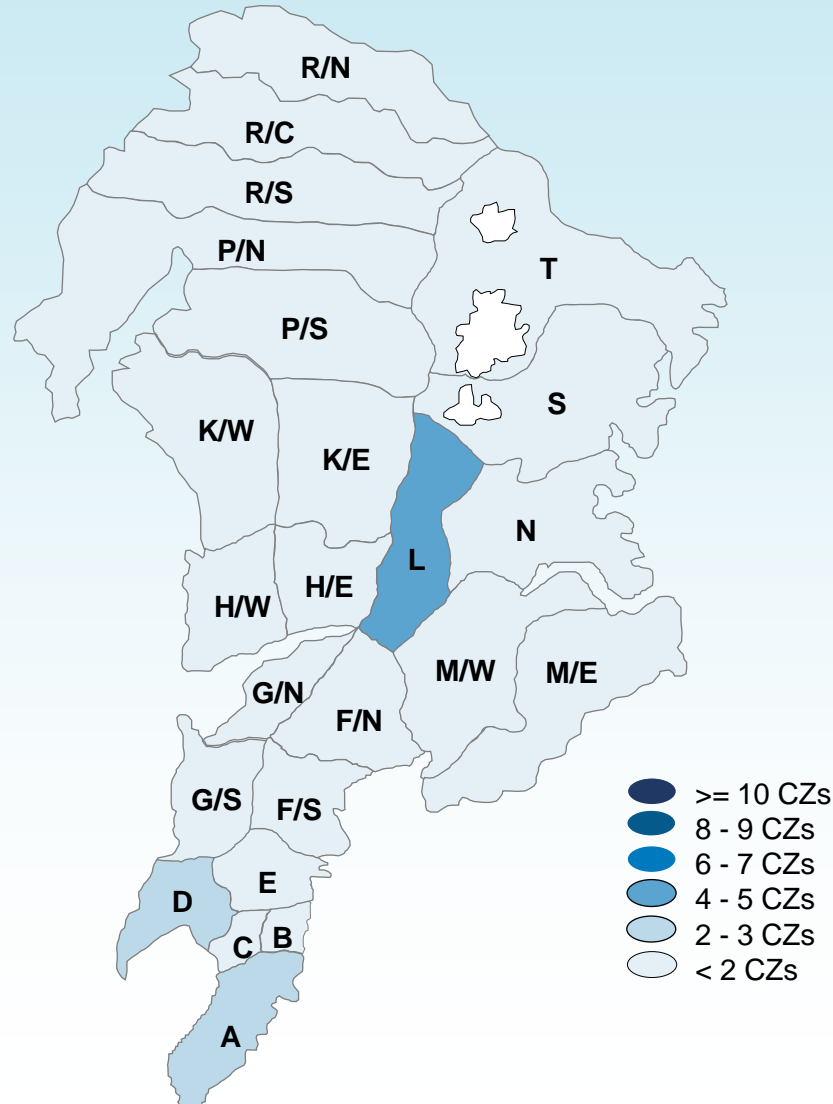 R/N
R/C
R/S
P/N
T
P/S
S
K/W
K/E
N
L
H/E
H/W
M/W
M/E
G/N
F/N
G/S
F/S
>= 10 CZs
8 - 9 CZs
6 - 7 CZs
4 - 5 CZs
2 - 3 CZs
< 2 CZs
E
D
B
C
A